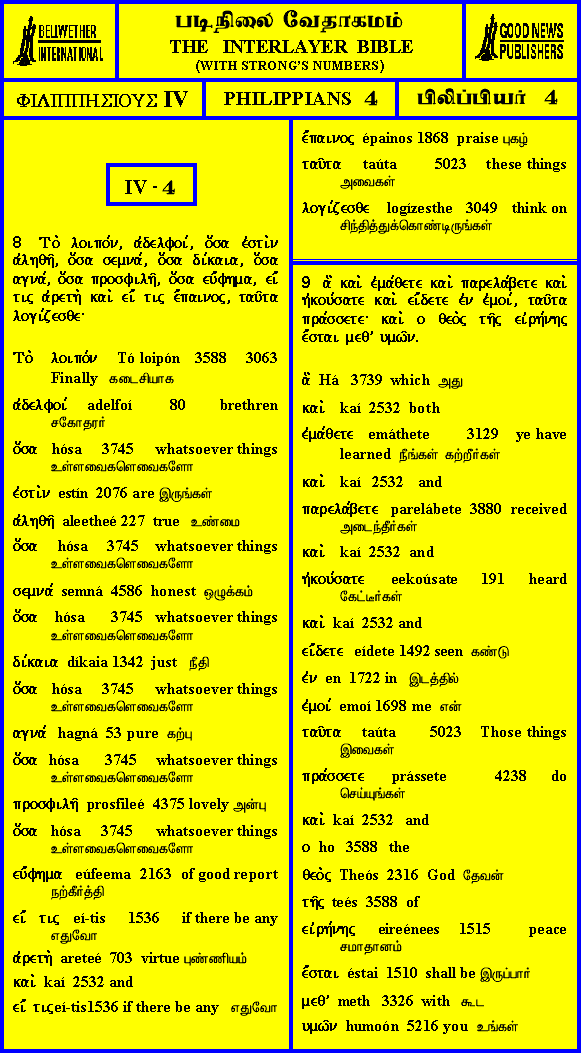 BELLWETHER
INTERNATIONAL
படிநிலை வேதாகமம்
THE INTERLAYER BIBLE
(WITH STRONG'S NUMBERS)
GOOD NEWS
PUBLISHERS
ΦΙΛΙΠΠΗΣΙΟΥΣ IV
PHILIPPIANS 4
பிலிப்பியர் 4
IV - 4
8 Τὸ λοιπόν, ἀδελφοί, ὅσα ἐστὶν
ἀληθῆ, ὅσα σεμνά, ὅσα δίκαια, ὅσα
αγνά, ὅσα προσφιλῆ, ὅσα εὔφημα, εἴ
τις ἀρετὴ καὶ εἴ τις ἔπαινος, ταῦτα
λογίζεσθε·
Τὸ λοιπόν Tó loipón 3588 3063
Finally கடைசியாக
ἀδελφοί adelfoí 80 brethren
சகோதரர்
ὅσα hósa 3745 whatsoever things
உள்ளவைகளெவைகளோ
ἐστὶν estín 2076 are இருங்கள்
ἀληθῆ aleetheé 227 true உண்மை
ὅσα hósa 3745 whatsoever things
உள்ளவைகளெவைகளோ
σεμνά semná 4586 honest ஒழுக்கம்
ὅσα hósa 3745 whatsoever things
உள்ளவைகளெவைகளோ
δίκαια díkaia 1342 just நீதி
ὅσα hósa 3745 whatsoever things
உள்ளவைகளெவைகளோ
αγνά hagná 53 pure கற்பு
ὅσα hósa 3745 whatsoever things
உள்ளவைகளெவைகளோ
προσφιλῆ prosfileé 4375 lovely அன்பு
ὅσα hósa 3745 whatsoever things
உள்ளவைகளெவைகளோ
εὔφημα eúfeema 2163 of good report
நற்கீர்த்தி
εἴ τις eí-tis 1536 if there be any
எதுவோ
ἀρετὴ areteé 703 virtue புண்ணியம்
καὶ kaí 2532 and
εἴ τις eí-tis1536 if there be any எதுவோ
ἔπαινος épainos 1868 praise புகழ்
ταῦτα taúta 5023 these things
அவைகள்
λογίζεσθε logízesthe 3049 think on
சிந்தித்துக்கொண்டிருங்கள்
9 ἃ καὶ ἐμάθετε καὶ παρελάβετε καὶ
ἠκούσατε καὶ εἴδετε ἐν ἐμοί, ταῦτα
πράσσετε· καὶ ο θεὸς τῆς εἰρήνης
ἔσται μεθ' υμῶν.
ἃ Há 3739 which அது
καὶ kaí 2532 both
ἐμάθετε emáthete 3129 ye have
learned நீங்கள் கற்றீர்கள்
καὶ kaí 2532 and
παρελάβετε parelábete 3880 received
அடைந்தீர்கள்
καὶ kaí 2532 and
ἠκούσατε eekoúsate 191 heard
கேட்டீர்கள்
καὶ kaí 2532 and
εἴδετε eídete 1492 seen கண்டு
ἐν en 1722 in இடத்தில்
ἐμοί emoí 1698 me என்
ταῦτα taúta 5023 Those things
இவைகள்
πράσσετε prássete 4238 do
செய்யுங்கள்
καὶ kaí 2532 and
ο ho 3588 the
θεὸς Theós 2316 God தேவன்
τῆς teés 3588 of
εἰρήνης eireénees 1515 peace
சமாதானம்
ἔσται éstai 1510 shall be இருப்பார்
μεθ' meth 3326 with கூட
υμῶν humoón 5216 you உங்கள்